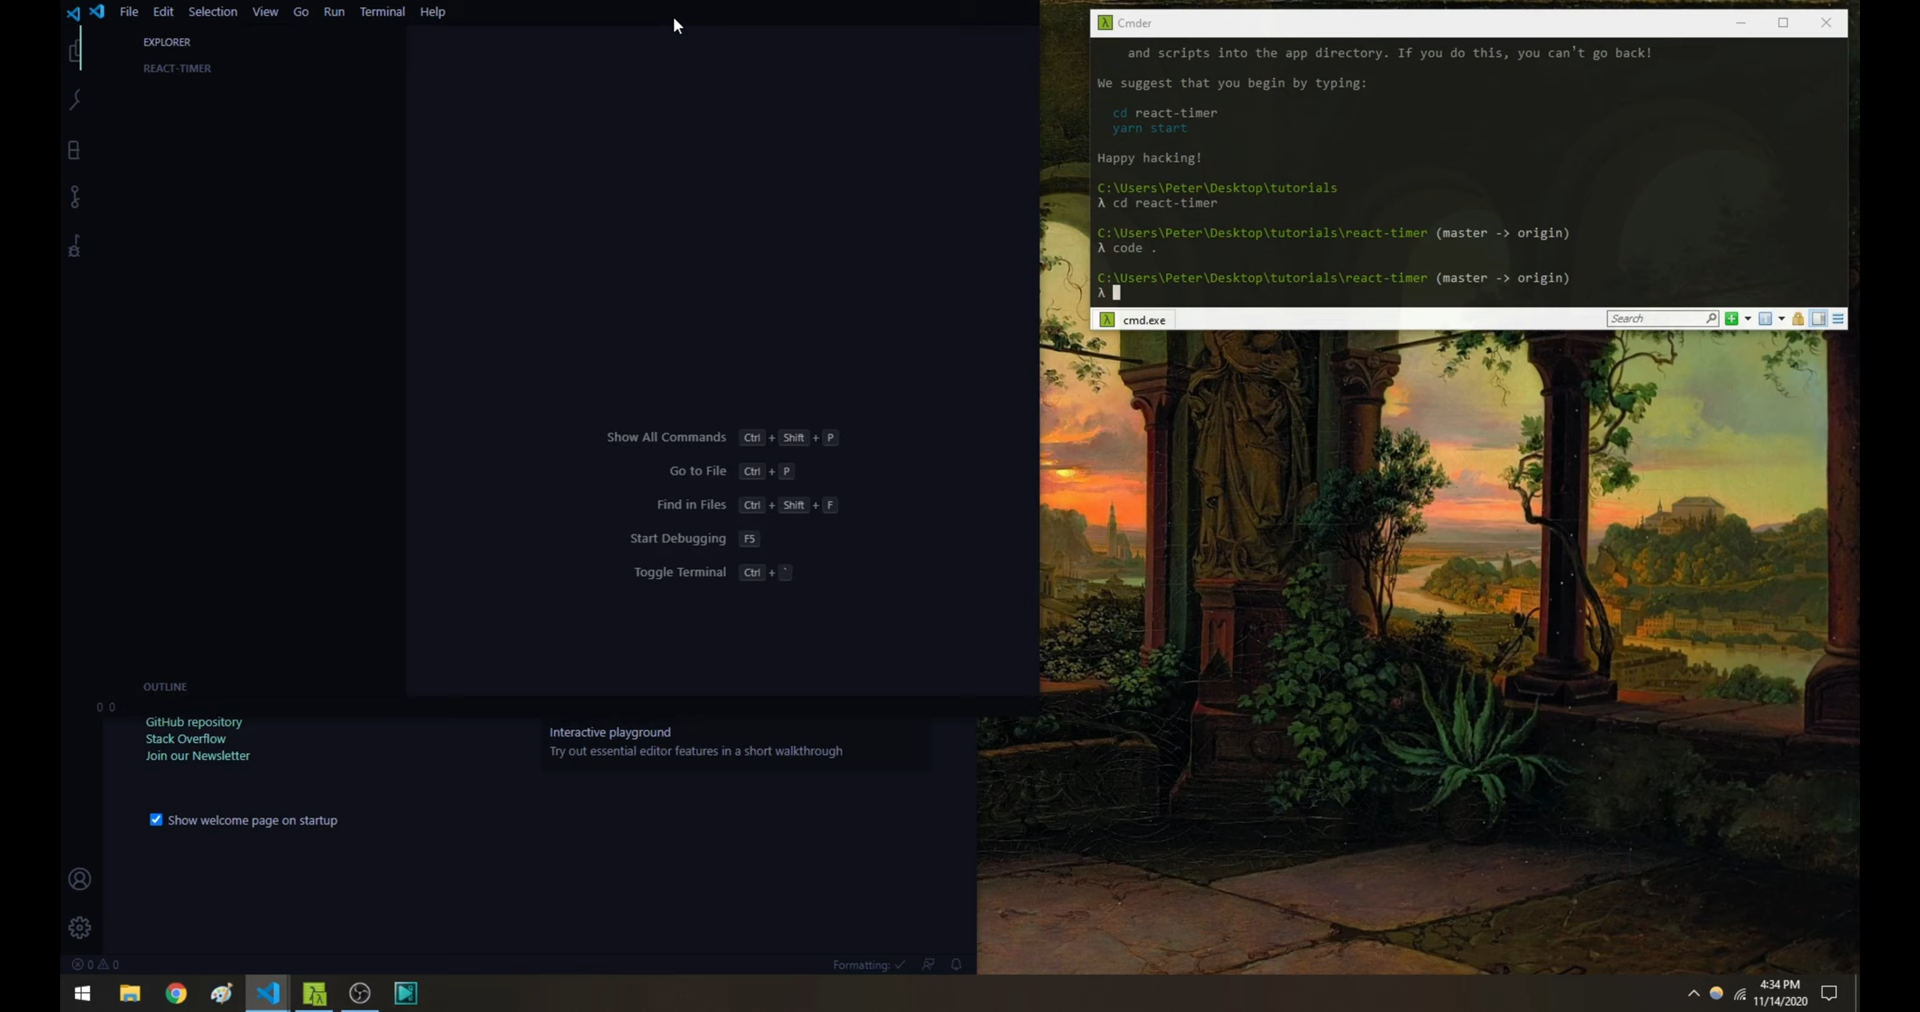 File Edit Selection View Go Run Terminal Help
EXPLORER
REACT-TIMER
Show All Commands Ctrl + Shift + P
Go to File Ctrl + P
Find in Files Ctrl + Shift + F
Start Debugging F5
Toggle Terminal Ctrl + `
OUTLINE
0 0
GitHub repository
Stack Overflow
Join our Newsletter
Interactive playground
Try out essential editor features in a short walkthrough
Show welcome page on startup
0 0
Formatting: ✓
Cmder
and scripts into the app directory. If you do this, you can't go back!
We suggest that you begin by typing:
cd react-timer
yarn start
Happy hacking!
C:\Users\Peter\Desktop\tutorials
λ cd react-timer
C:\Users\Peter\Desktop\tutorials\react-timer (master -> origin)
λ code .
C:\Users\Peter\Desktop\tutorials\react-timer (master -> origin)
λ
cmd.exe
Search
4:34 PM
11/14/2020